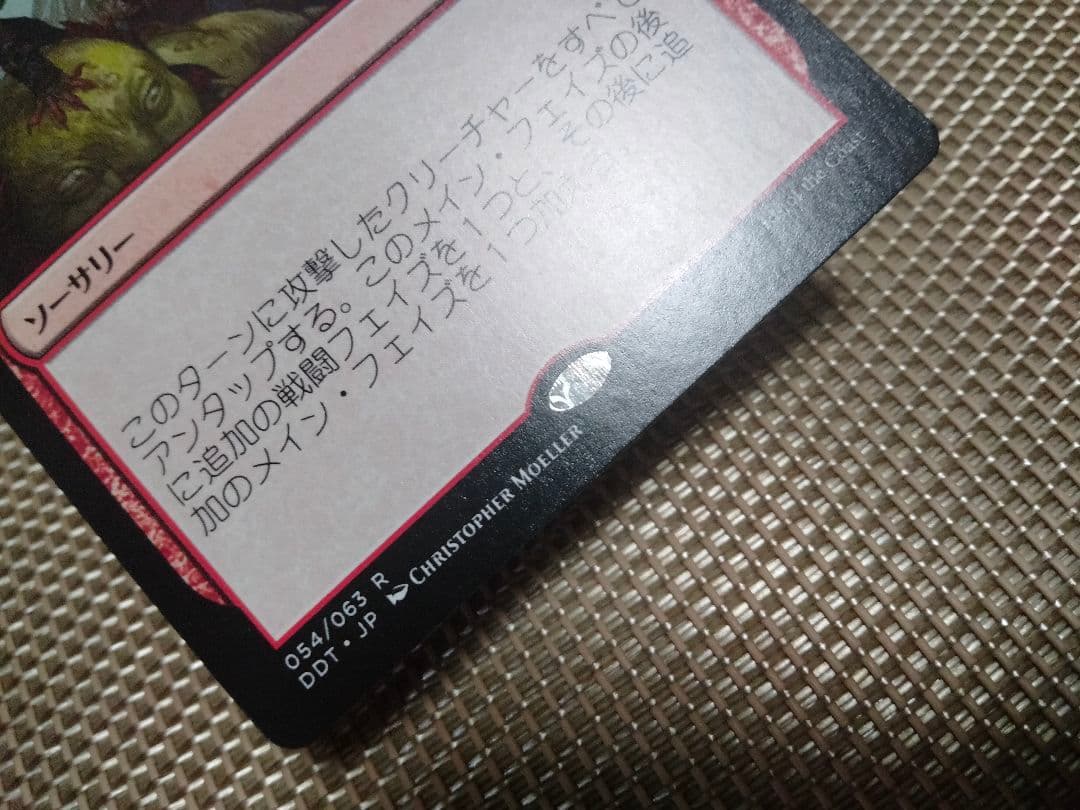 ソーサリー
このターンに攻撃したクリーチャーをすべて
アンタップする。このメイン・フェイズの後
に追加の戦闘フェイズを1つと、その後に追
加のメイン・フェイズを1つ加える。
054/063 R
DDT・JP CHRISTOPHER MOELLER
of the Coast